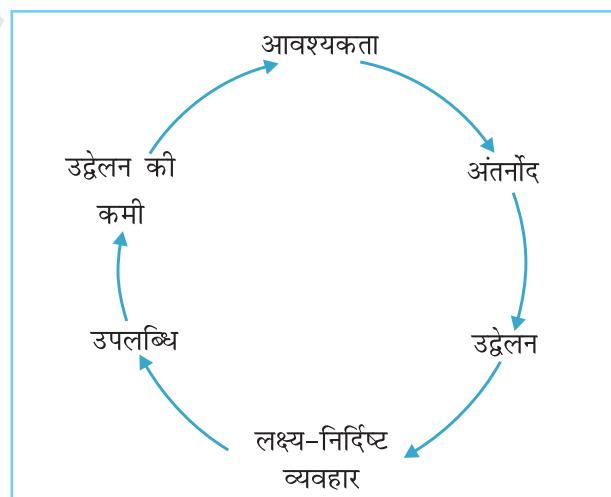 आवश्यकता
अंतर्नोद
उद्वेलन
लक्ष्य-निर्दिष्ट
व्यवहार
उपलब्धि
उद्वेलन की
कमी